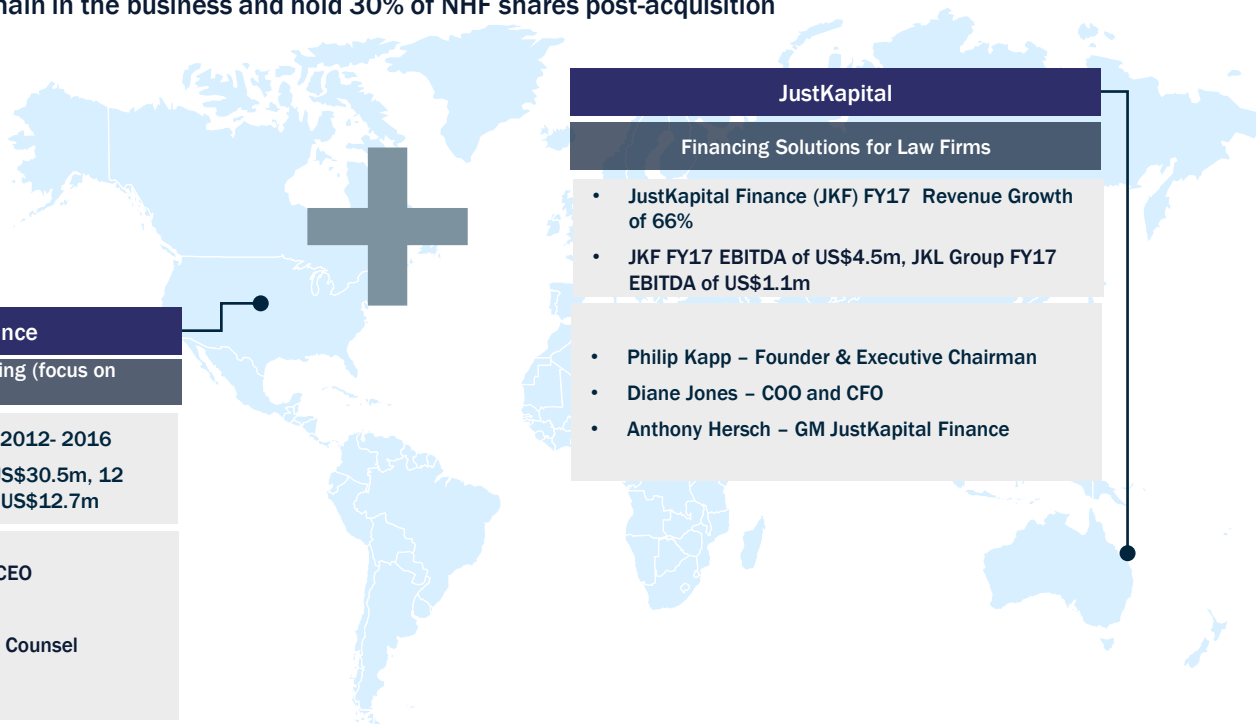 main in the business and hold 30% of NHF shares post-acquisition
JustKapital
Financing Solutions for Law Firms
• JustKapital Finance (JKF) FY17 Revenue Growth
of 66%
• JKF FY17 EBITDA of US$4.5m, JKL Group FY17
EBITDA of US$1.1m
• Philip Kapp – Founder & Executive Chairman
• Diane Jones – COO and CFO
• Anthony Hersch – GM JustKapital Finance
nce
ing (focus on
2012- 2016
US$30.5m, 12
US$12.7m
CEO
Counsel